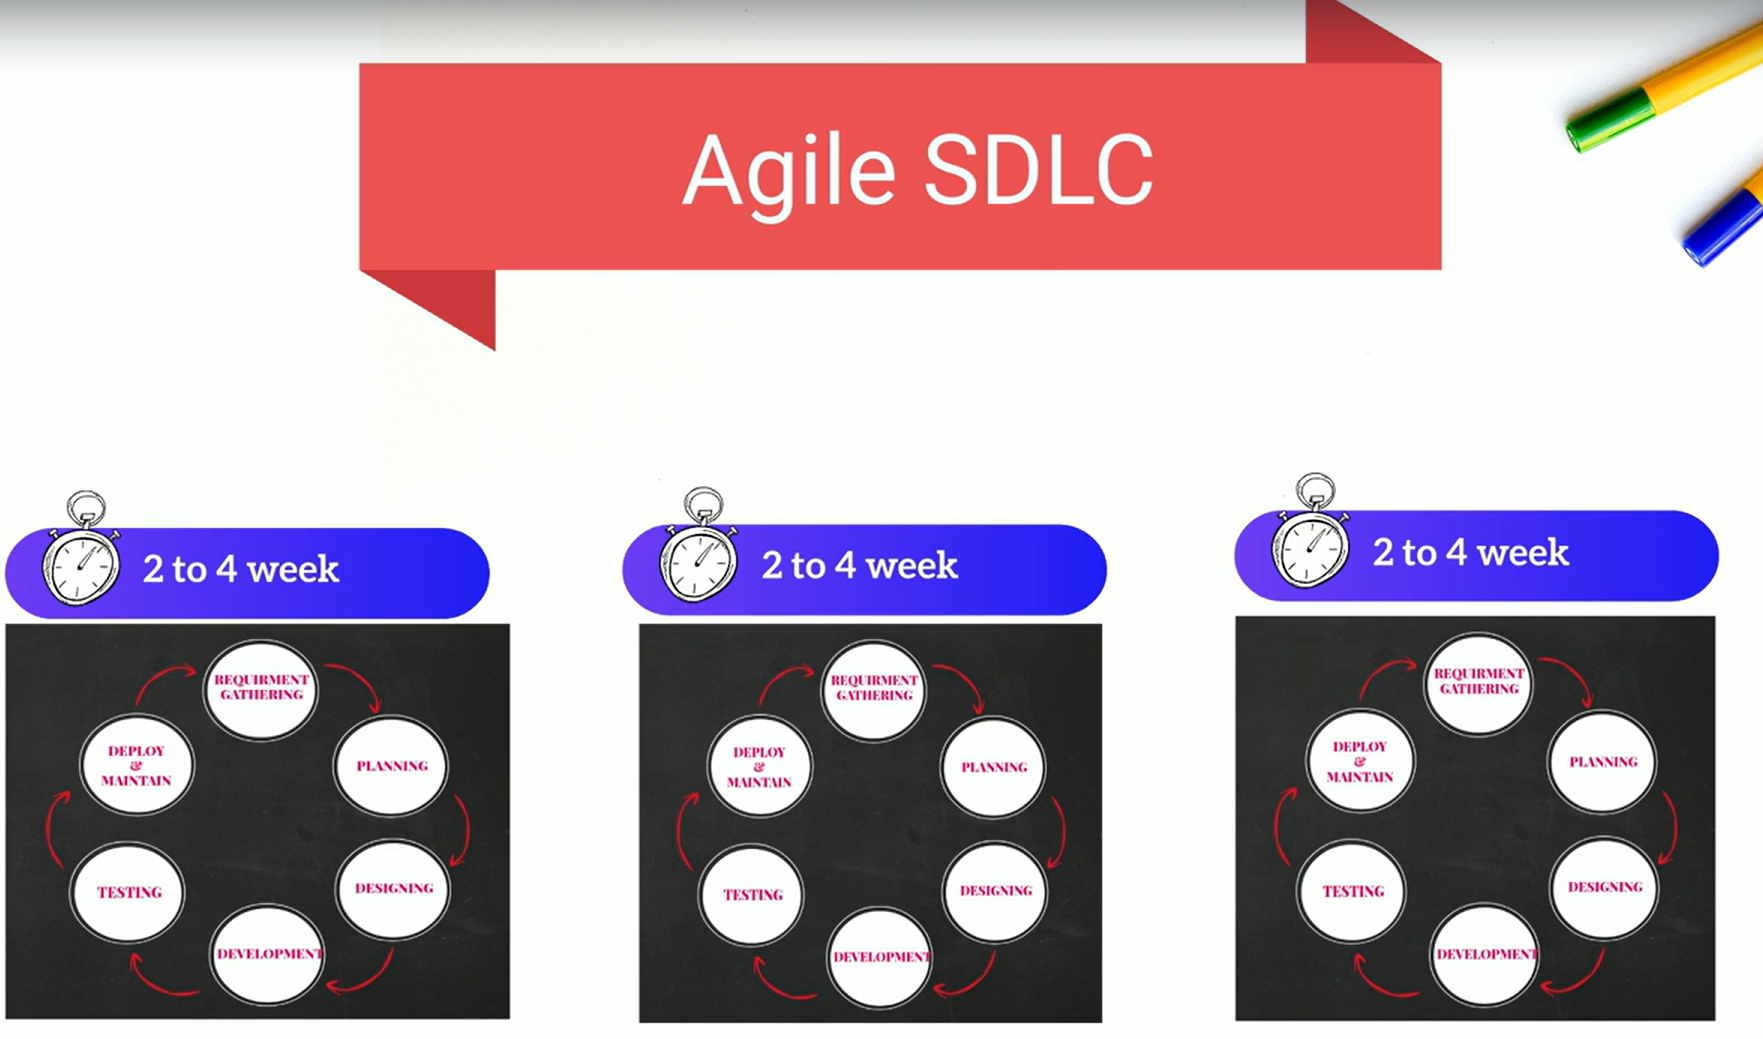 Agile SDLC
2 to 4 week
REQUIRMENT
GATHERING
PLANNING
DESIGNING
DEVELOPMENT
TESTING
DEPLOY
&
MAINTAIN
2 to 4 week
REQUIRMENT
GATHERING
PLANNING
DESIGNING
DEVELOPMENT
TESTING
DEPLOY
&
MAINTAIN
2 to 4 week
REQUIRMENT
GATHERING
PLANNING
DESIGNING
DEVELOPMENT
TESTING
DEPLOY
&
MAINTAIN